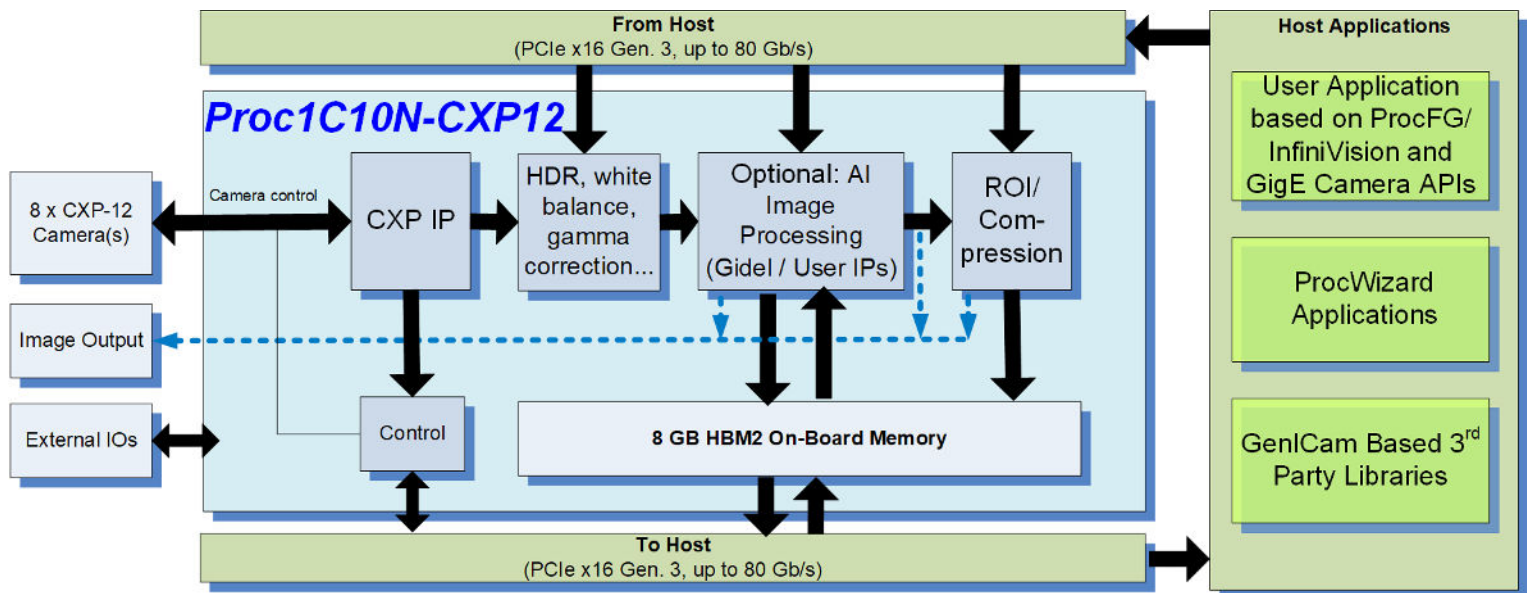 From Host
(PCIe x16 Gen. 3, up to 80 Gb/s)
Host Applications
User Application
based on ProcFG/
InfiniVision and
GigE Camera APIs
ProcWizard
Applications
GenICam Based 3rd
Party Libraries
Proc1C10N-CXP12
8 x CXP-12
Camera(s)
Camera control
CXP IP
HDR, white
balance,
gamma
correction...
Optional: AI
Image
Processing
(Gidel / User IPs)
ROI/
Com-
pression
Image Output
External IOs
Control
8 GB HBM2 On-Board Memory
To Host
(PCIe x16 Gen. 3, up to 80 Gb/s)